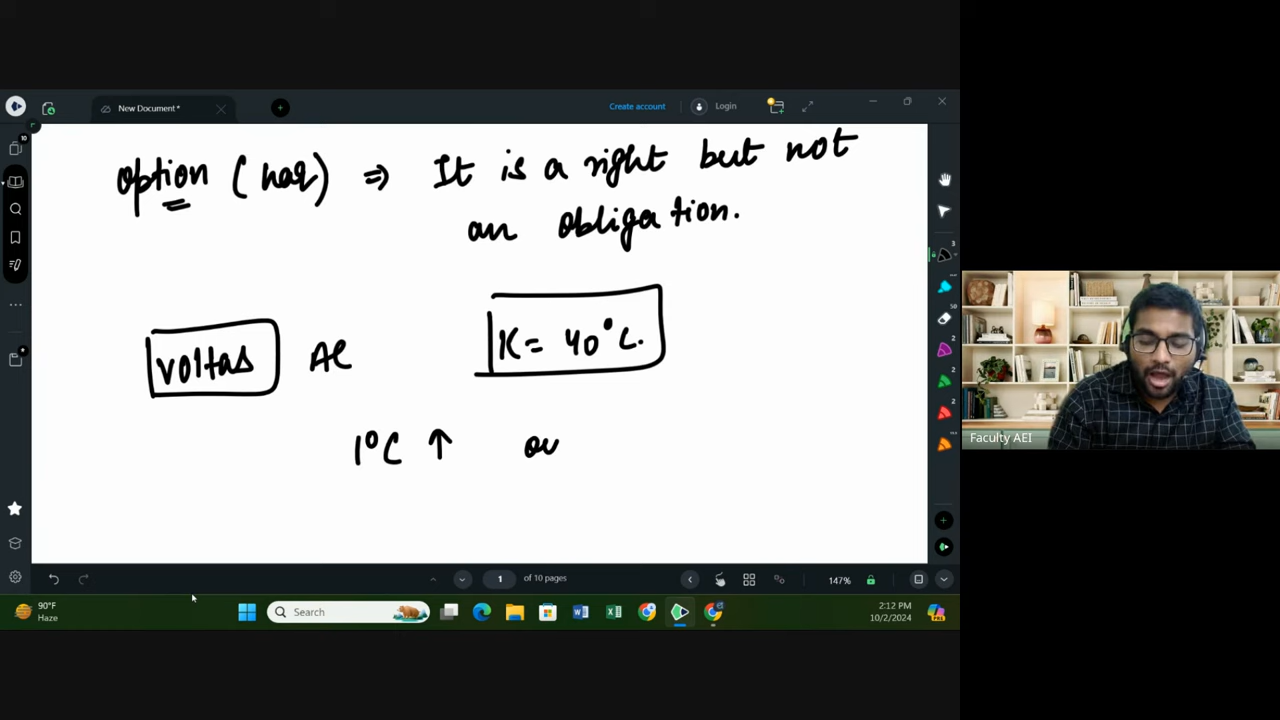 New Document*
Create account
Login
option (haq) ⇒ It is a right but not
an obligation.
voltas AC K = 40°C.
1°C ↑ ov
Faculty AEI
1 of 10 pages
147%
90°F
Haze
Search
2:12 PM
10/2/2024